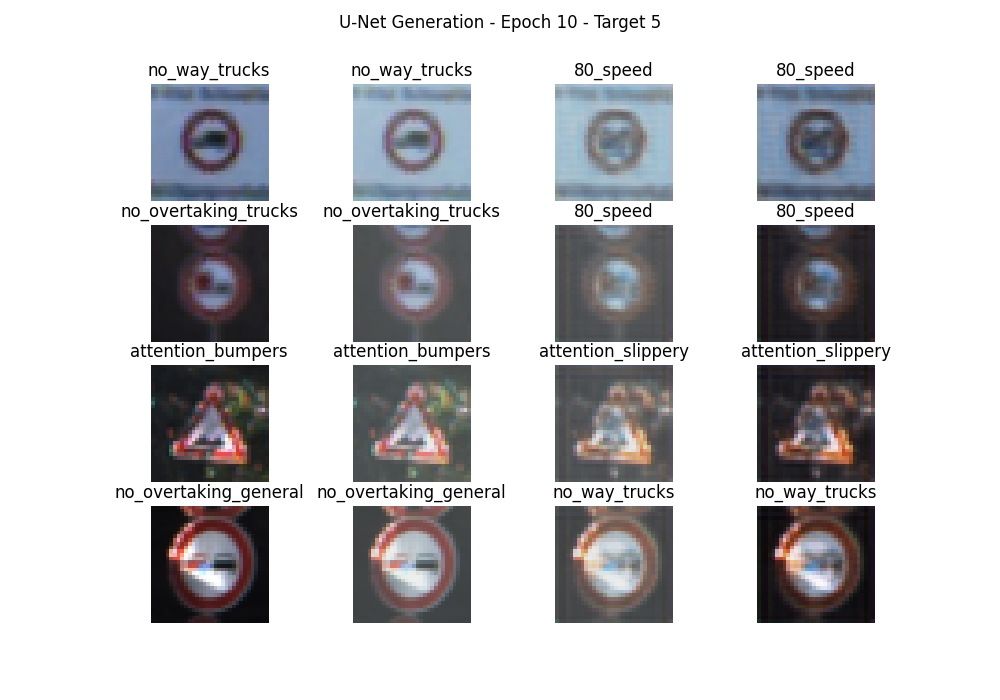 U-Net Generation - Epoch 10 - Target 5
no_way_trucks no_way_trucks 80_speed 80_speed
no_overtaking_trucks no_overtaking_trucks 80_speed 80_speed
attention_bumpers attention_bumpers attention_slippery attention_slippery
no_overtaking_general no_overtaking_general no_way_trucks no_way_trucks